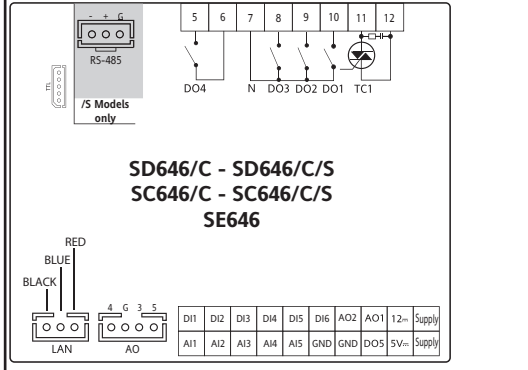 - + G
5 6 7 8 9 10 11 12
RS-485
TTL
/S Models
only
DO4 N DO3 DO2 DO1 TC1
SD646/C - SD646/C/S
SC646/C - SC646/C/S
SE646
RED
BLUE
BLACK
4 G 3 5
LAN AO
DI1 DI2 DI3 DI4 DI5 DI6 AO2 AO1 12⎓ Supply
AI1 AI2 AI3 AI4 AI5 GND GND DO5 5V⎓ Supply